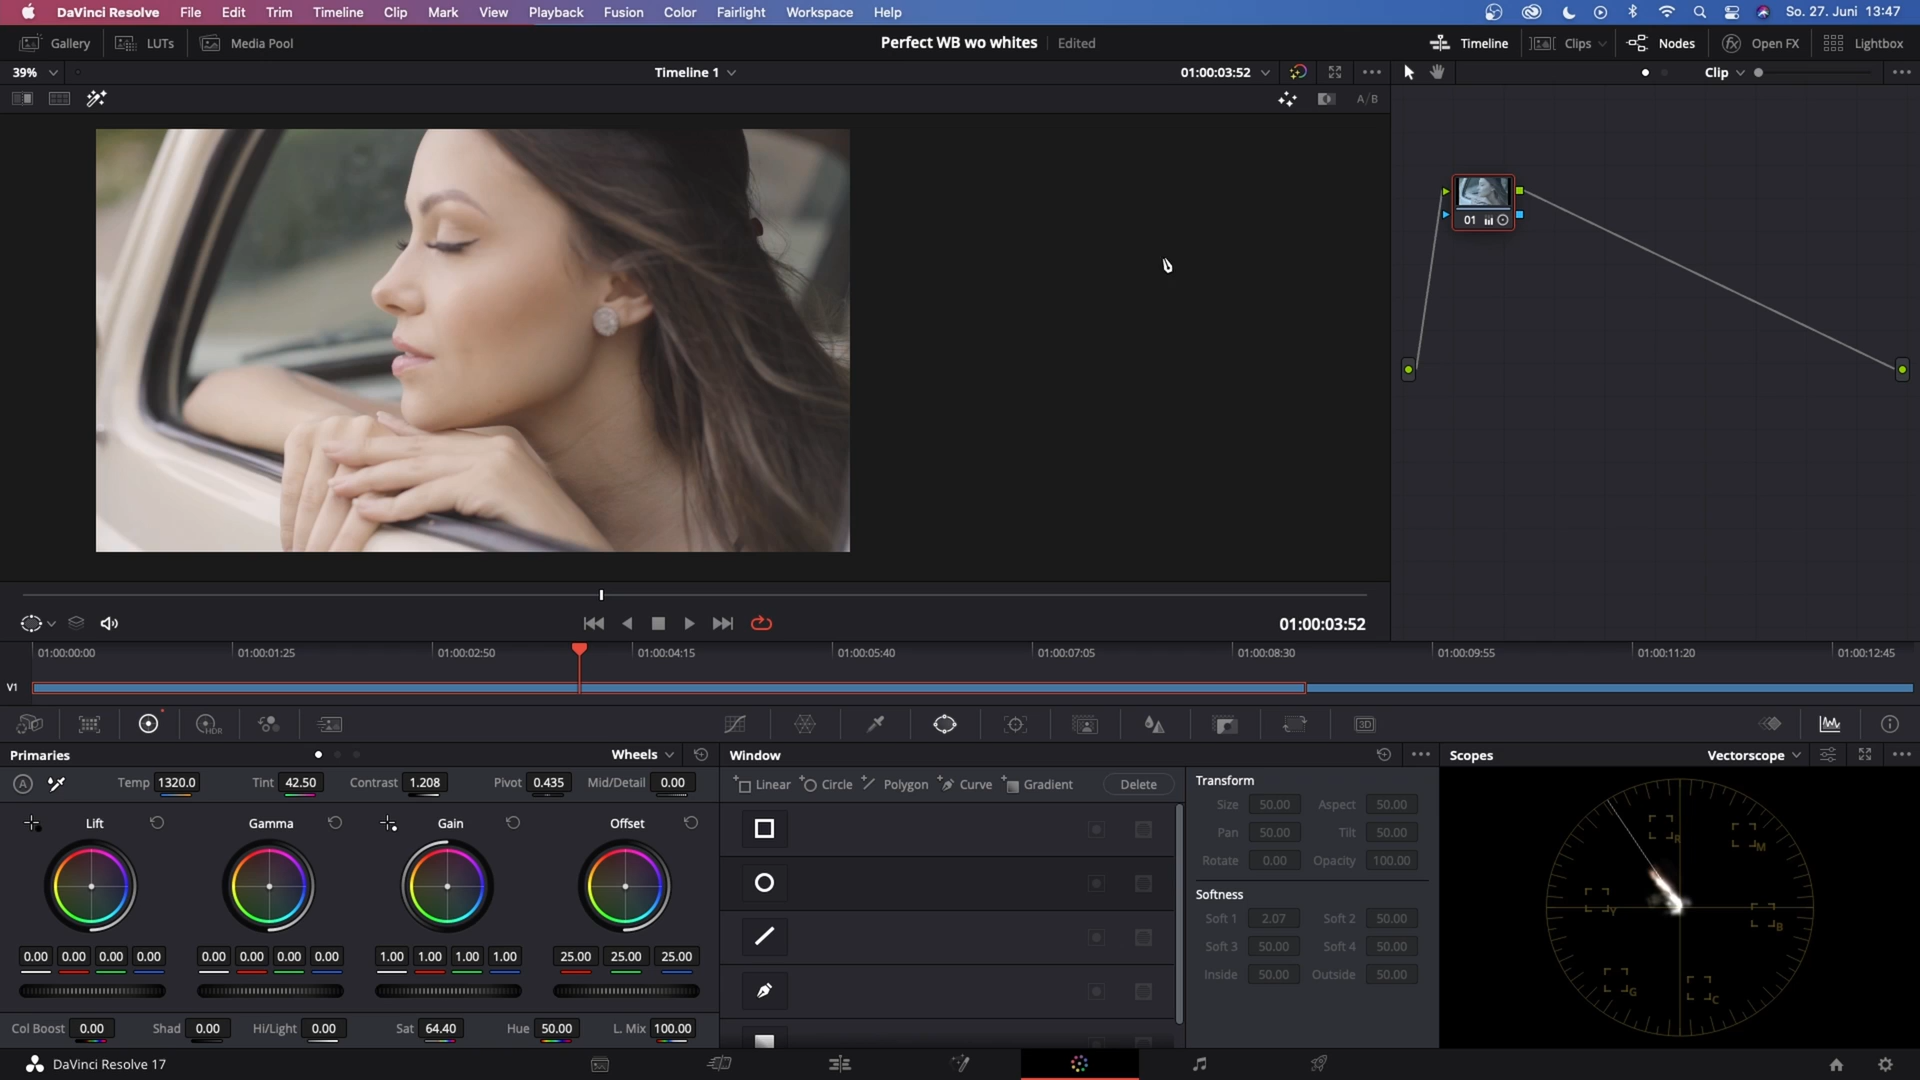 DaVinci Resolve File Edit Trim Timeline Clip Mark View Playback Fusion Color Fairlight Workspace Help So. 27. Juni 13:47
Gallery LUTs Media Pool Perfect WB wo whites Edited Timeline Clips Nodes fx Open FX Lightbox
39% Timeline 1 01:00:03:52 Clip
A/B
01
01:00:03:52
01:00:00:00 01:00:01:25 01:00:02:50 01:00:04:15 01:00:05:40 01:00:07:05 01:00:08:30 01:00:09:55 01:00:11:20 01:00:12:45
V1
HDR 3D
Primaries Wheels Window Scopes Vectorscope
A Temp 1320.0 Tint 42.50 Contrast 1.208 Pivot 0.435 Mid/Detail 0.00
Linear Circle Polygon Curve Gradient Delete
Transform
Size 50.00 Aspect 50.00
Pan 50.00 Tilt 50.00
Rotate 0.00 Opacity 100.00
Softness
Soft 1 2.07 Soft 2 50.00
Soft 3 50.00 Soft 4 50.00
Inside 50.00 Outside 50.00
Lift Gamma Gain Offset
0.00 0.00 0.00 0.00 0.00 0.00 0.00 0.00 1.00 1.00 1.00 1.00 25.00 25.00 25.00
Col Boost 0.00 Shad 0.00 Hi/Light 0.00 Sat 64.40 Hue 50.00 L. Mix 100.00
R M
Y B
G C
DaVinci Resolve 17